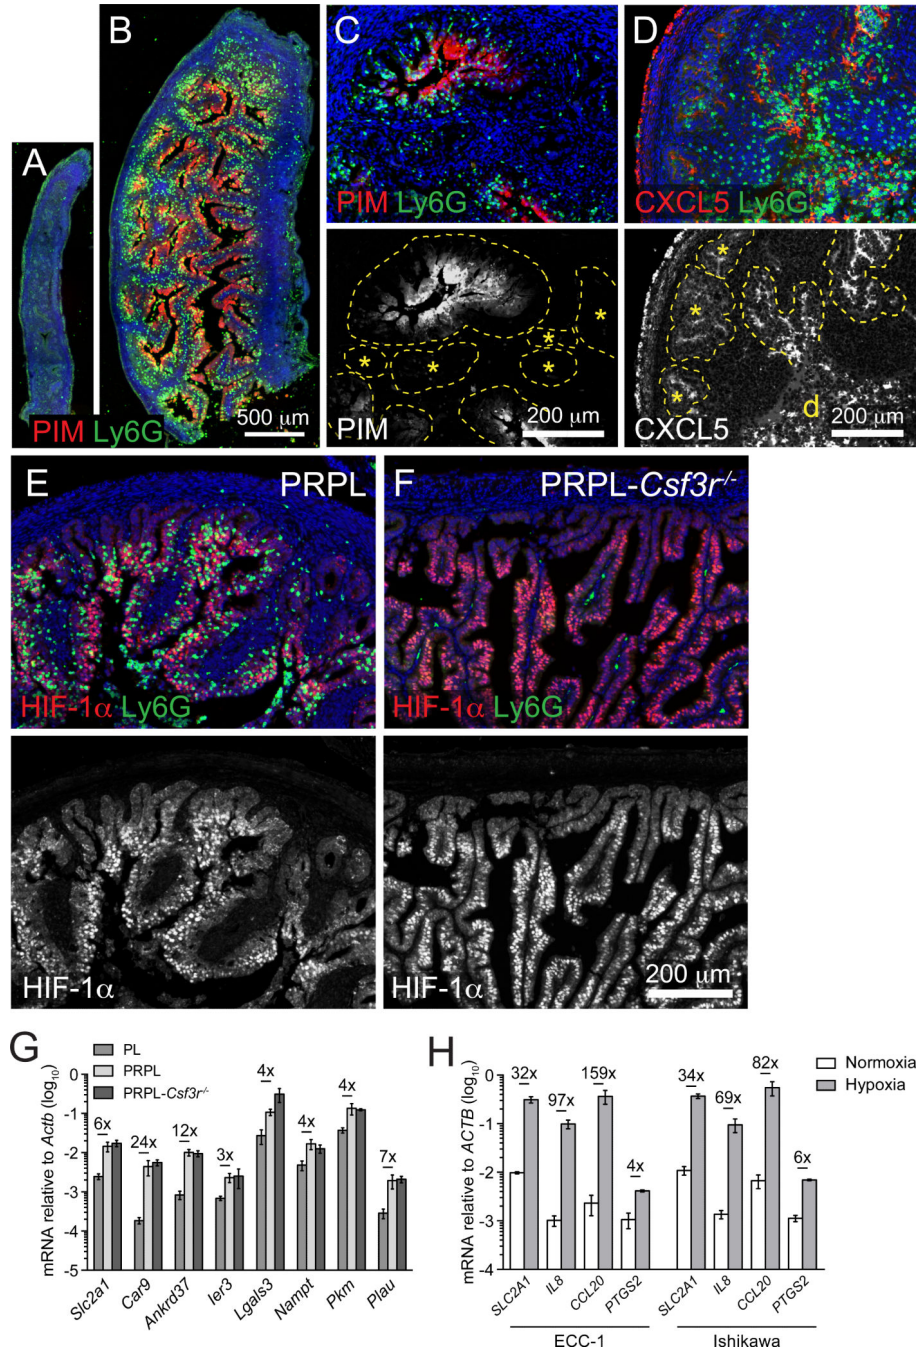 A
PIM Ly6G
B
500 μm
C
PIM Ly6G
PIM
200 μm
*
*
*
*
*
D
CXCL5 Ly6G
CXCL5
200 μm
*
*
*
d
E
PRPL
HIF-1α Ly6G
HIF-1α
F
PRPL-Csf3r-/-
HIF-1α Ly6G
HIF-1α
200 μm
G
PL
PRPL
PRPL-Csf3r-/-
mRNA relative to Actb (log10)
0
-1
-2
-3
-4
-5
6x
24x
12x
3x
4x
4x
4x
7x
Slc2a1
Car9
Ankrd37
Ier3
Lgals3
Nampt
Pkm
Plau
H
Normoxia
Hypoxia
mRNA relative to ACTB (log10)
0
-1
-2
-3
-4
32x
97x
159x
4x
34x
69x
82x
6x
SLC2A1
IL8
CCL20
PTGS2
SLC2A1
IL8
CCL20
PTGS2
ECC-1
Ishikawa